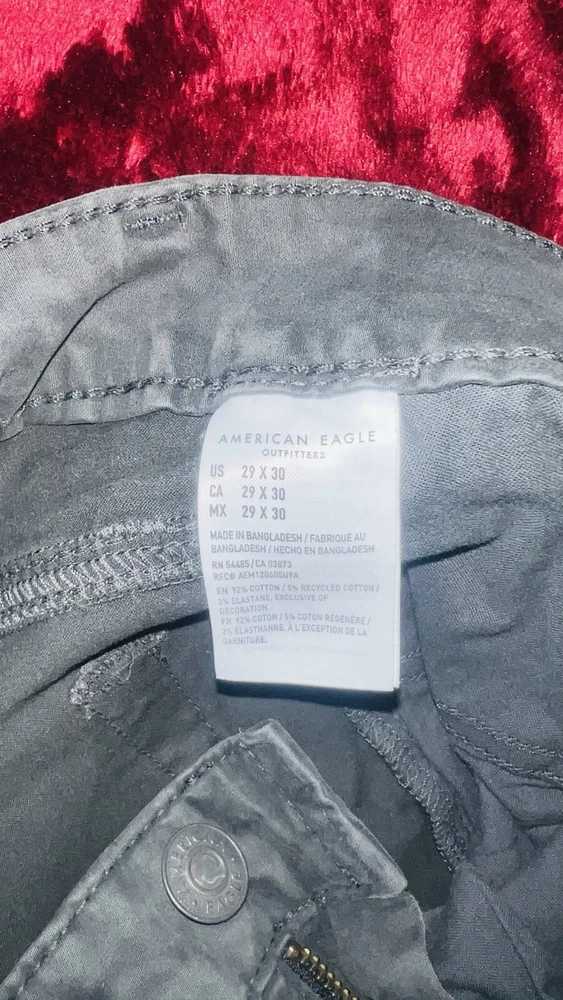 AMERICAN EAGLE
OUTFITTERS
US 29 X 30
CA 29 X 30
MX 29 X 30
MADE IN BANGLADESH / FABRIQUÉ AU
BANGLADESH / HECHO EN BANGLADESH
RN 54485 / CA 03873
RFC# AEM120605U9A
EN 92% COTTON / 5% RECYCLED COTTON /
3% ELASTANE, EXCLUSIVE OF
DECORATION.
FR 92% COTON / 5% COTON RÉGÉNÉRÉ /
3% ÉLASTHANNE, À L'EXCEPTION DE LA
GARNITURE.
AMERICAN
EAGLE